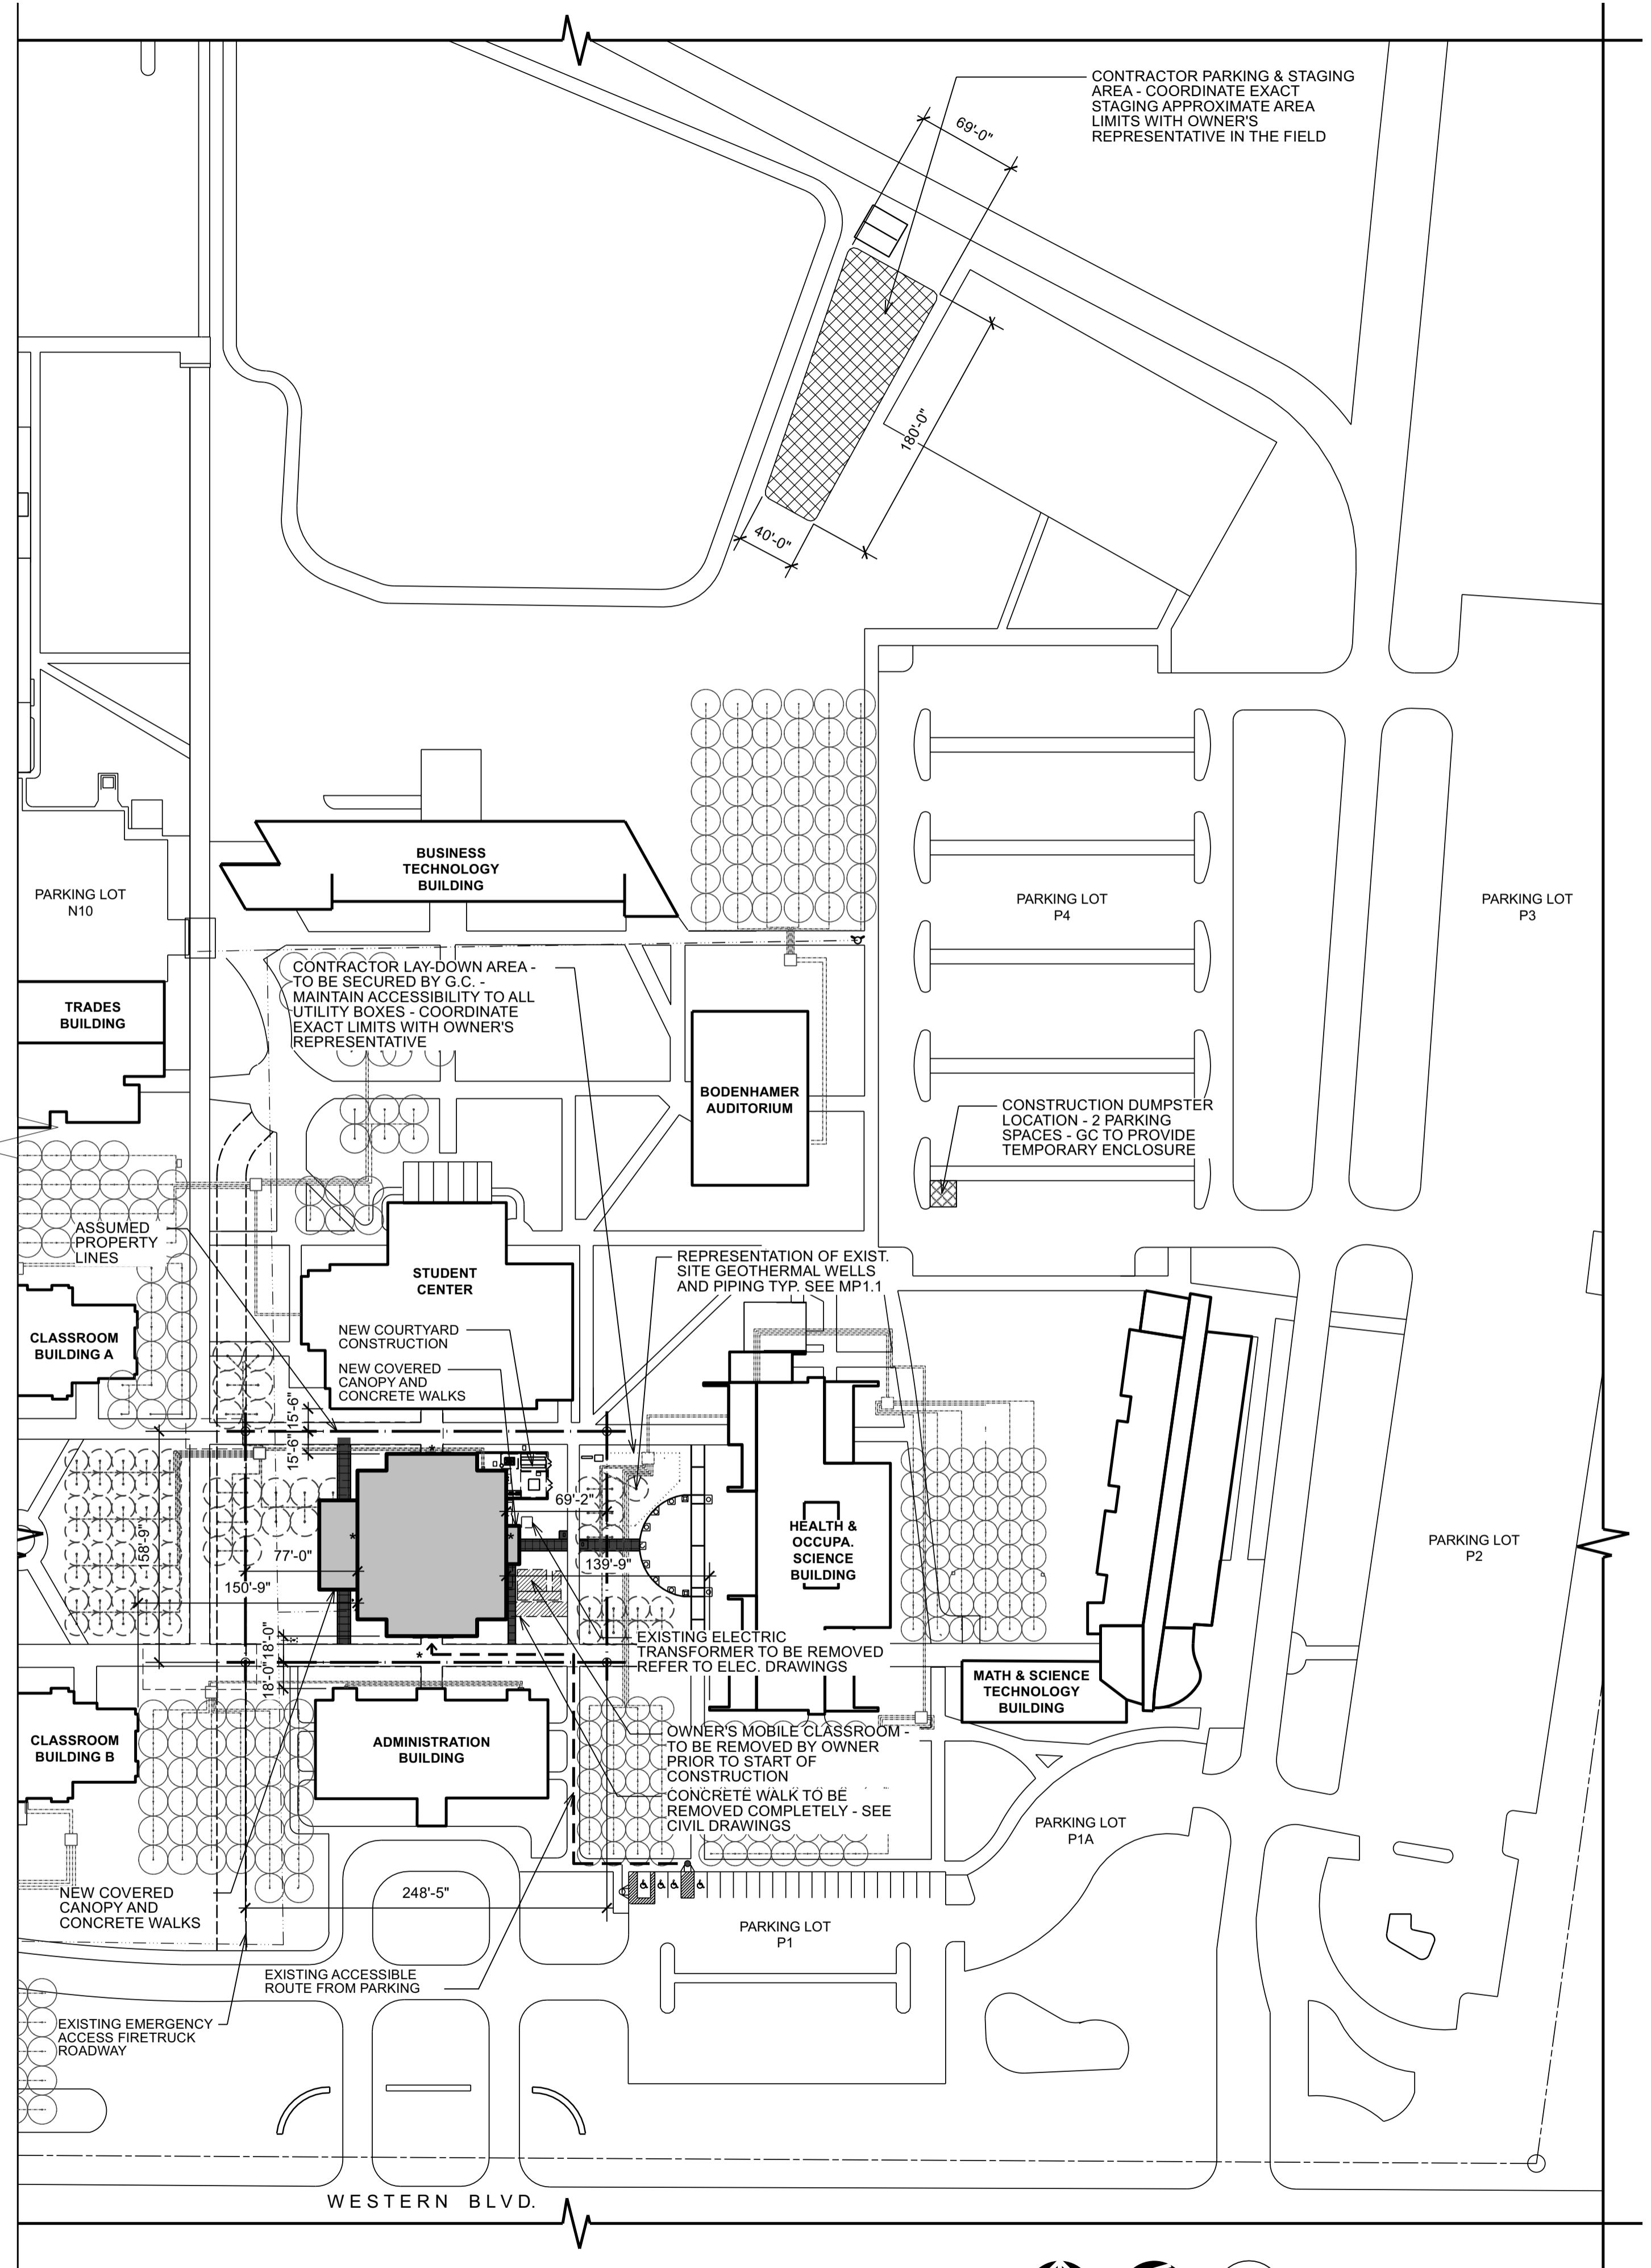 CONTRACTOR PARKING & STAGING
AREA - COORDINATE EXACT
STAGING APPROXIMATE AREA
LIMITS WITH OWNER'S
REPRESENTATIVE IN THE FIELD
69'-0"
180'-0"
40'-0"
BUSINESS
TECHNOLOGY
BUILDING
PARKING LOT
N10
PARKING LOT
P4
PARKING LOT
P3
CONTRACTOR LAY-DOWN AREA -
TO BE SECURED BY G.C. -
MAINTAIN ACCESSIBILITY TO ALL
UTILITY BOXES - COORDINATE
EXACT LIMITS WITH OWNER'S
REPRESENTATIVE
TRADES
BUILDING
BODENHAMER
AUDITORIUM
CONSTRUCTION DUMPSTER
LOCATION - 2 PARKING
SPACES - GC TO PROVIDE
TEMPORARY ENCLOSURE
ASSUMED
PROPERTY
LINES
STUDENT
CENTER
REPRESENTATION OF EXIST.
SITE GEOTHERMAL WELLS
AND PIPING TYP. SEE MP1.1
CLASSROOM
BUILDING A
NEW COURTYARD
CONSTRUCTION
NEW COVERED
CANOPY AND
CONCRETE WALKS
15'-6"
15'-6"
69'-2"
158'-9"
77'-0"
150'-9"
139'-9"
HEALTH &
OCCUPA.
SCIENCE
BUILDING
PARKING LOT
P2
18'-0"
18'-0"
EXISTING ELECTRIC
TRANSFORMER TO BE REMOVED
REFER TO ELEC. DRAWINGS
MATH & SCIENCE
TECHNOLOGY
BUILDING
CLASSROOM
BUILDING B
ADMINISTRATION
BUILDING
OWNER'S MOBILE CLASSROOM -
TO BE REMOVED BY OWNER
PRIOR TO START OF
CONSTRUCTION
CONCRETE WALK TO BE
REMOVED COMPLETELY - SEE
CIVIL DRAWINGS
PARKING LOT
P1A
NEW COVERED
CANOPY AND
CONCRETE WALKS
248'-5"
PARKING LOT
P1
EXISTING ACCESSIBLE
ROUTE FROM PARKING
EXISTING EMERGENCY
ACCESS FIRETRUCK
ROADWAY
WESTERN BLVD.